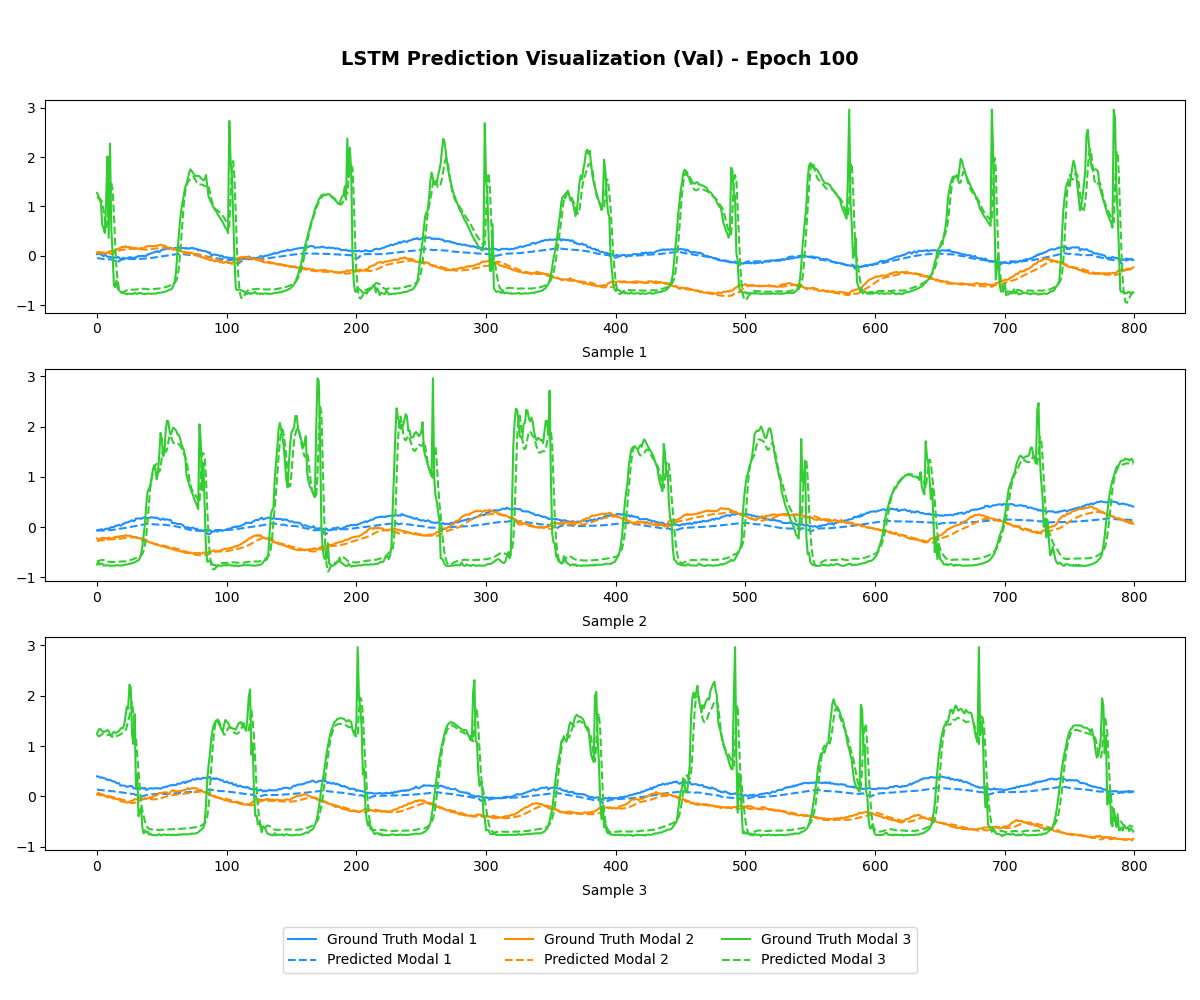 LSTM Prediction Visualization (Val) - Epoch 100
3
2
1
0
−1
0 100 200 300 400 500 600 700 800
Sample 1
3
2
1
0
−1
0 100 200 300 400 500 600 700 800
Sample 2
3
2
1
0
−1
0 100 200 300 400 500 600 700 800
Sample 3
Ground Truth Modal 1 Ground Truth Modal 2 Ground Truth Modal 3
Predicted Modal 1 Predicted Modal 2 Predicted Modal 3